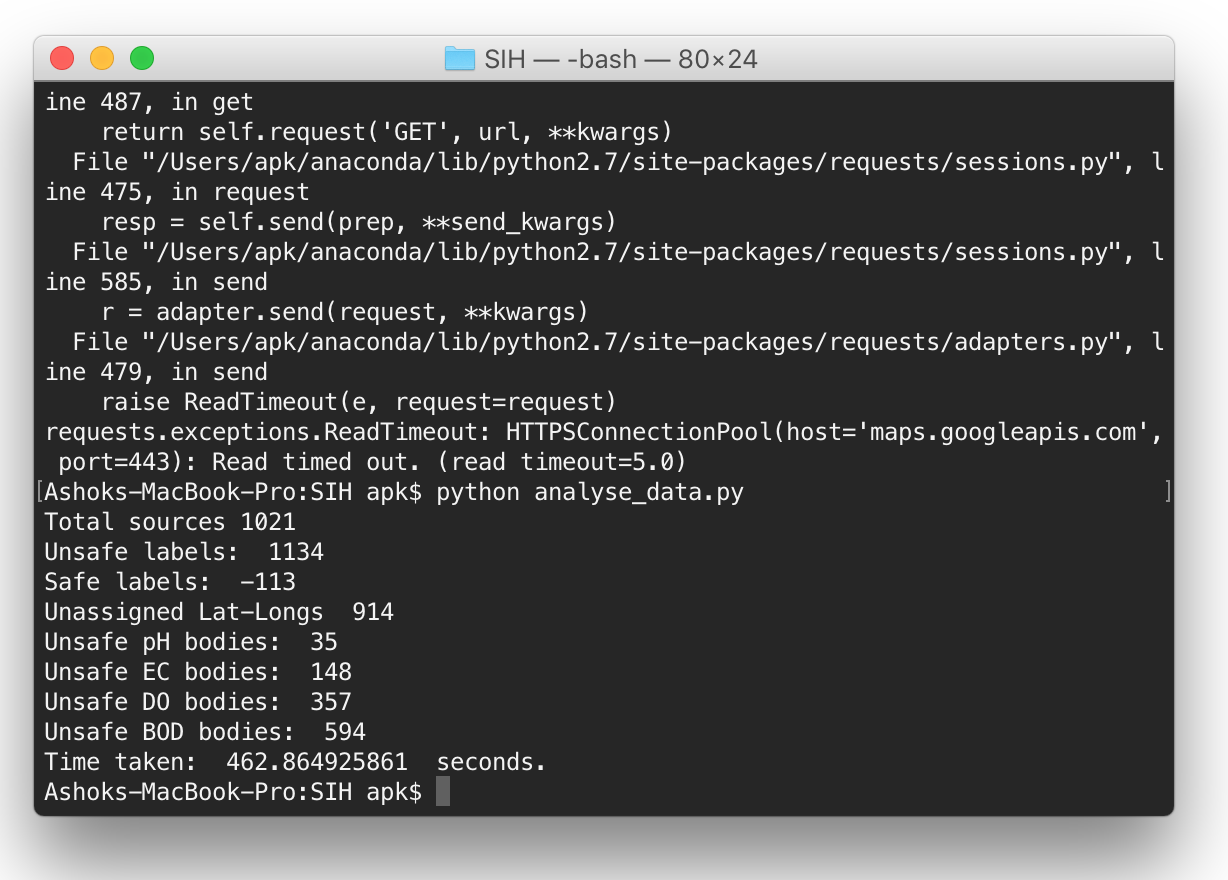 SIH — -bash — 80×24
ine 487, in get
    return self.request('GET', url, **kwargs)
  File "/Users/apk/anaconda/lib/python2.7/site-packages/requests/sessions.py", l
ine 475, in request
    resp = self.send(prep, **send_kwargs)
  File "/Users/apk/anaconda/lib/python2.7/site-packages/requests/sessions.py", l
ine 585, in send
    r = adapter.send(request, **kwargs)
  File "/Users/apk/anaconda/lib/python2.7/site-packages/requests/adapters.py", l
ine 479, in send
    raise ReadTimeout(e, request=request)
requests.exceptions.ReadTimeout: HTTPSConnectionPool(host='maps.googleapis.com',
 port=443): Read timed out. (read timeout=5.0)
[Ashoks-MacBook-Pro:SIH apk$ python analyse_data.py ]
Total sources 1021
Unsafe labels:  1134
Safe labels:  -113
Unassigned Lat-Longs  914
Unsafe pH bodies:  35
Unsafe EC bodies:  148
Unsafe DO bodies:  357
Unsafe BOD bodies:  594
Time taken:  462.864925861  seconds.
Ashoks-MacBook-Pro:SIH apk$